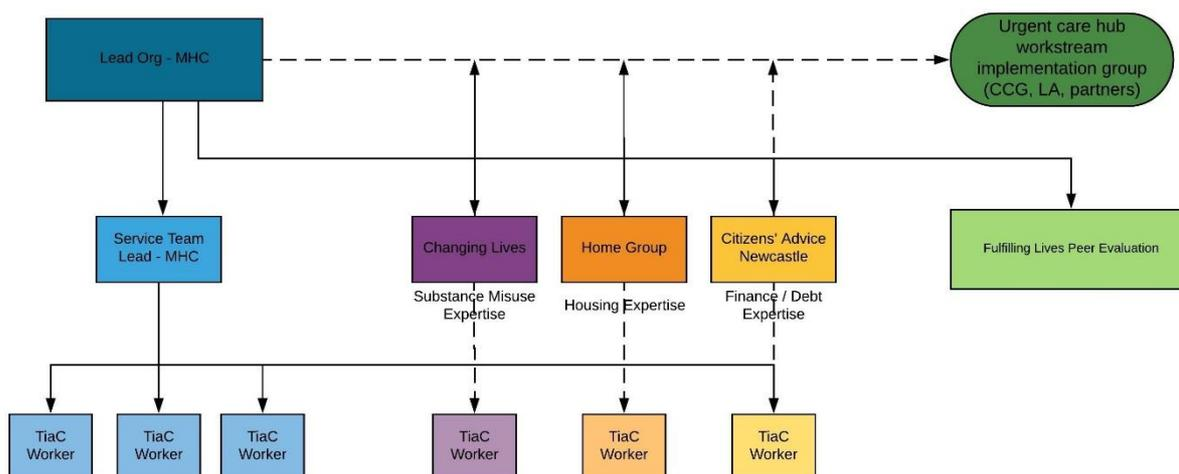 Lead Org - MHC
Urgent care hub
workstream
implementation group
(CCG, LA, partners)
Service Team
Lead - MHC
Changing Lives
Home Group
Citizens' Advice
Newcastle
Fulfilling Lives Peer Evaluation
Substance Misuse
Expertise
Housing Expertise
Finance / Debt
Expertise
TiaC
Worker
TiaC
Worker
TiaC
Worker
TiaC
Worker
TiaC
Worker
TiaC
Worker